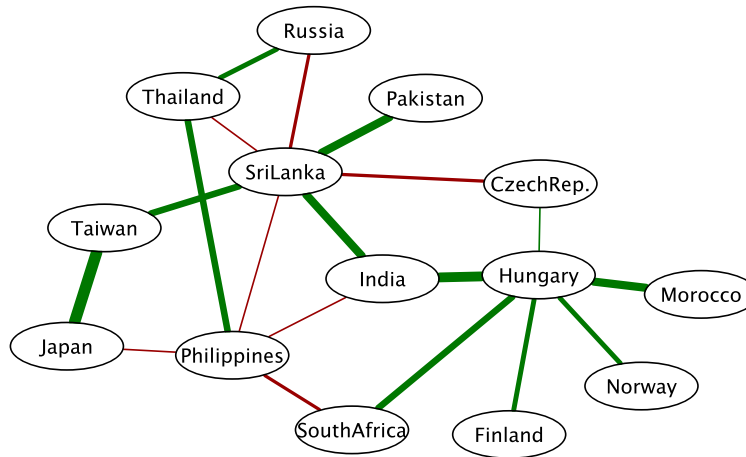 Russia
Thailand
Pakistan
SriLanka
CzechRep.
Taiwan
India
Hungary
Morocco
Japan
Philippines
Norway
SouthAfrica
Finland